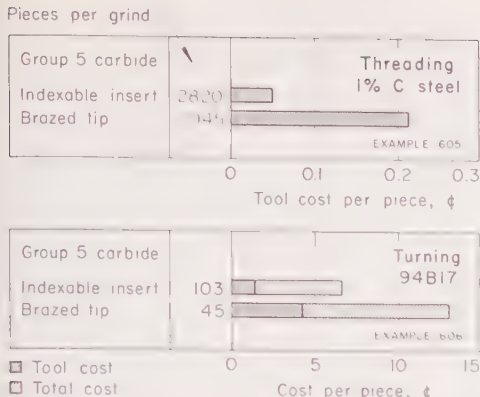 Pieces per grind
Group 5 carbide
Threading
1% C steel
Indexable insert 2820
Brazed tip
EXAMPLE 605
0 0.1 0.2 0.3
Tool cost per piece, ¢
Group 5 carbide
Turning
94B17
Indexable insert 103
Brazed tip 45
EXAMPLE 606
Tool cost
Total cost
0 5 10 15
Cost per piece, ¢